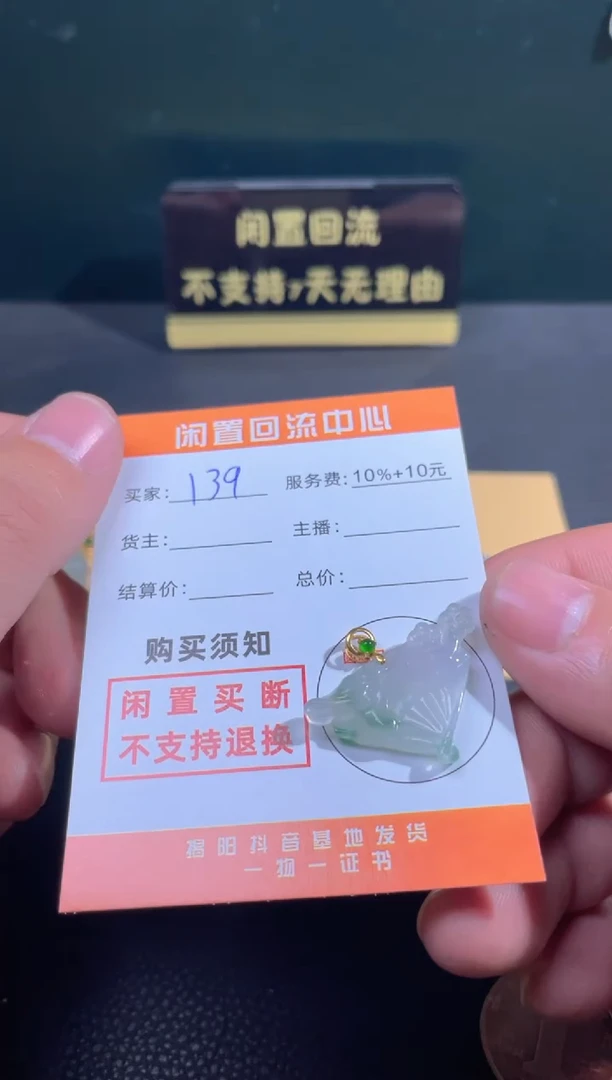 闲置回流
不支持7天无理由
闲置回流中心
买家: 139 服务费: 10%+10元
货主: 主播:
结算价: 总价:
购买须知
闲置买断
不支持退换
揭阳抖音基地发货
一物一证书